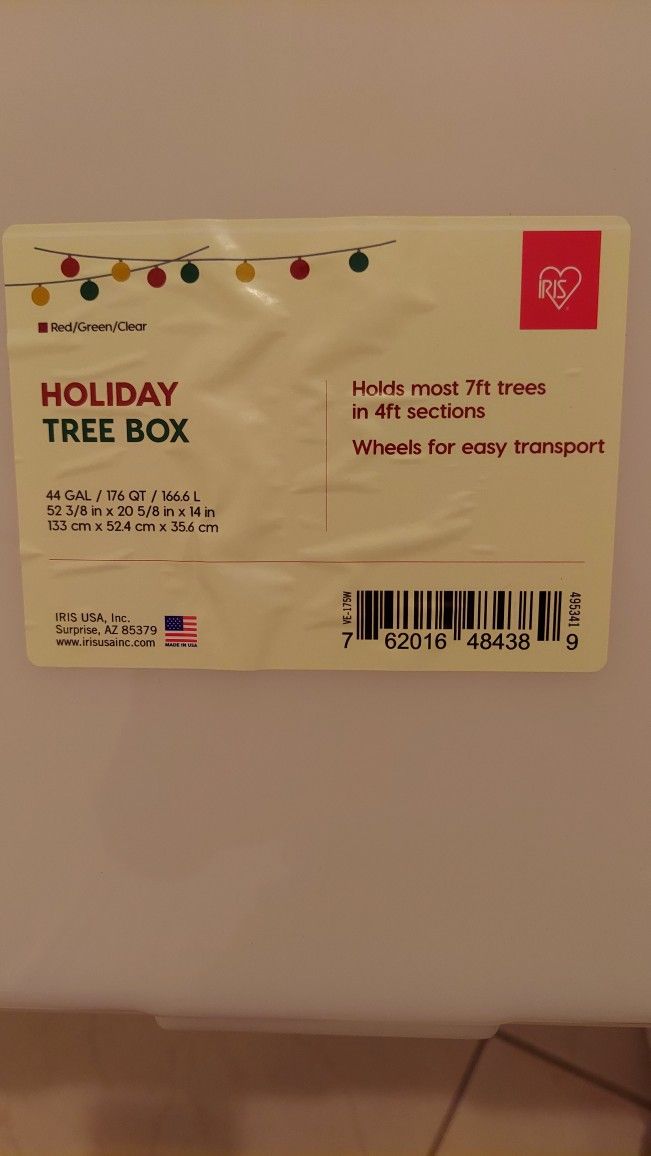 IRIS
Red/Green/Clear
HOLIDAY
TREE BOX
44 GAL / 176 QT / 166.6 L
52 3/8 in x 20 5/8 in x 14 in
133 cm x 52.4 cm x 35.6 cm
Holds most 7ft trees
in 4ft sections
Wheels for easy transport
IRIS USA, Inc.
Surprise, AZ 85379
www.irisusainc.com
MADE IN USA
VE-175W
495341
7 62016 48438 9